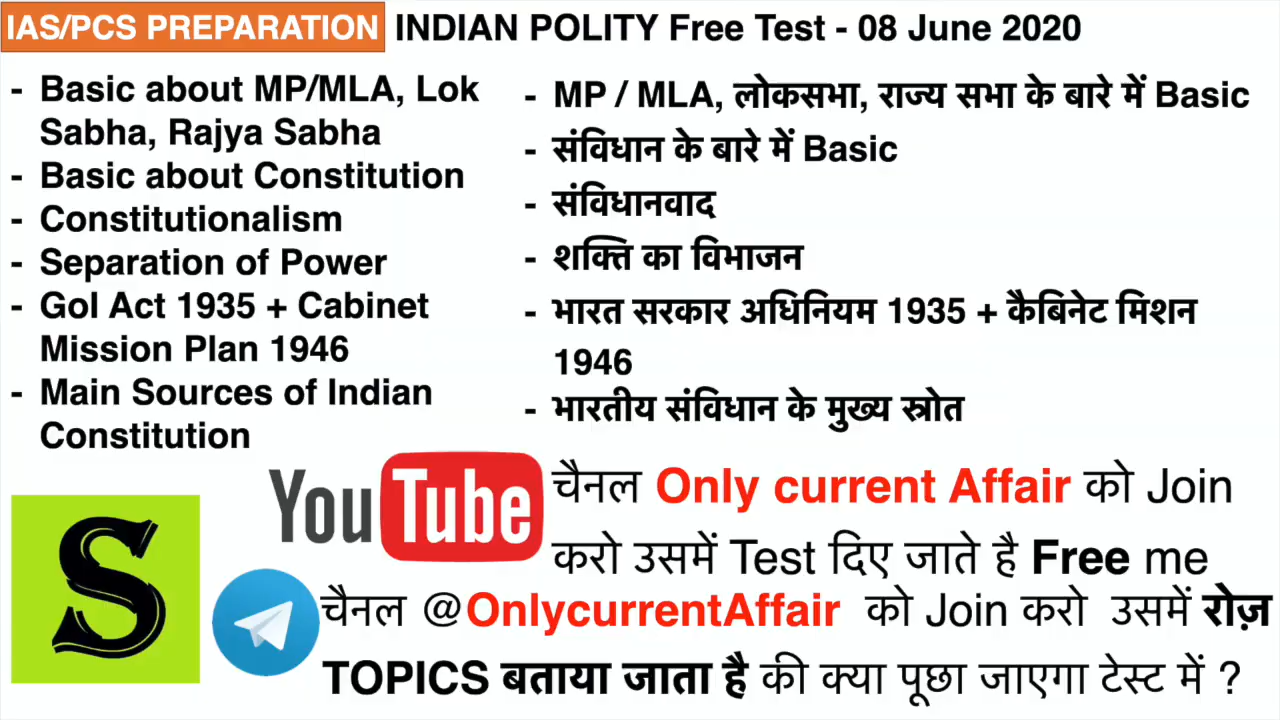 IAS/PCS PREPARATION INDIAN POLITY Free Test - 08 June 2020
- Basic about MP/MLA, Lok
Sabha, Rajya Sabha
- Basic about Constitution
- Constitutionalism
- Separation of Power
- GoI Act 1935 + Cabinet
Mission Plan 1946
- Main Sources of Indian
Constitution
- MP / MLA, लोकसभा, राज्य सभा के बारे में Basic
- संविधान के बारे में Basic
- संविधानवाद
- शक्ति का विभाजन
- भारत सरकार अधिनियम 1935 + कैबिनेट मिशन
1946
- भारतीय संविधान के मुख्य स्रोत
YouTube चैनल Only current Affair को Join
करो उसमें Test दिए जाते है Free me
S
चैनल @OnlycurrentAffair को Join करो उसमें रोज़
TOPICS बताया जाता है की क्या पूछा जाएगा टेस्ट में ?